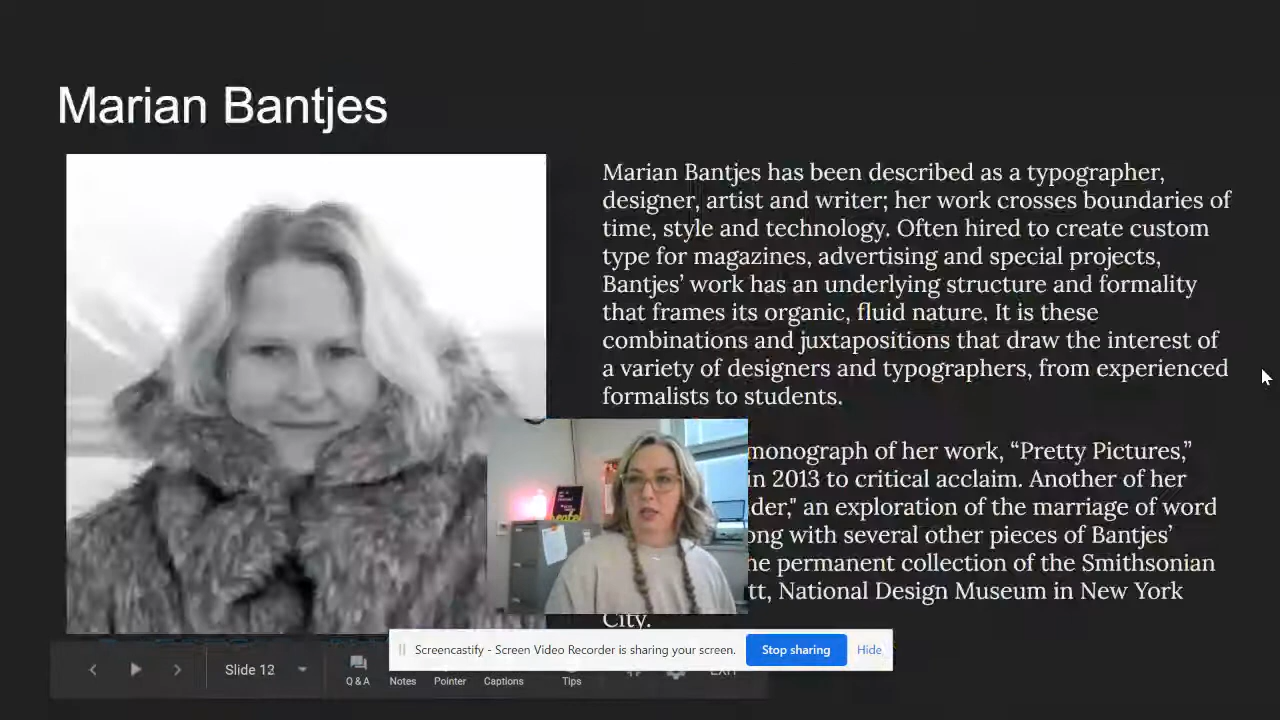 Marian Bantjes
Marian Bantjes has been described as a typographer,
designer, artist and writer; her work crosses boundaries of
time, style and technology. Often hired to create custom
type for magazines, advertising and special projects,
Bantjes’ work has an underlying structure and formality
that frames its organic, fluid nature. It is these
combinations and juxtapositions that draw the interest of
a variety of designers and typographers, from experienced
formalists to students.
monograph of her work, “Pretty Pictures,”
in 2013 to critical acclaim. Another of her
der," an exploration of the marriage of word
ong with several other pieces of Bantjes’
he permanent collection of the Smithsonian
tt, National Design Museum in New York
City.
Screencastify - Screen Video Recorder is sharing your screen.
Stop sharing
Hide
Slide 12
Q & A
Notes
Pointer
Captions
Tips
EXIT